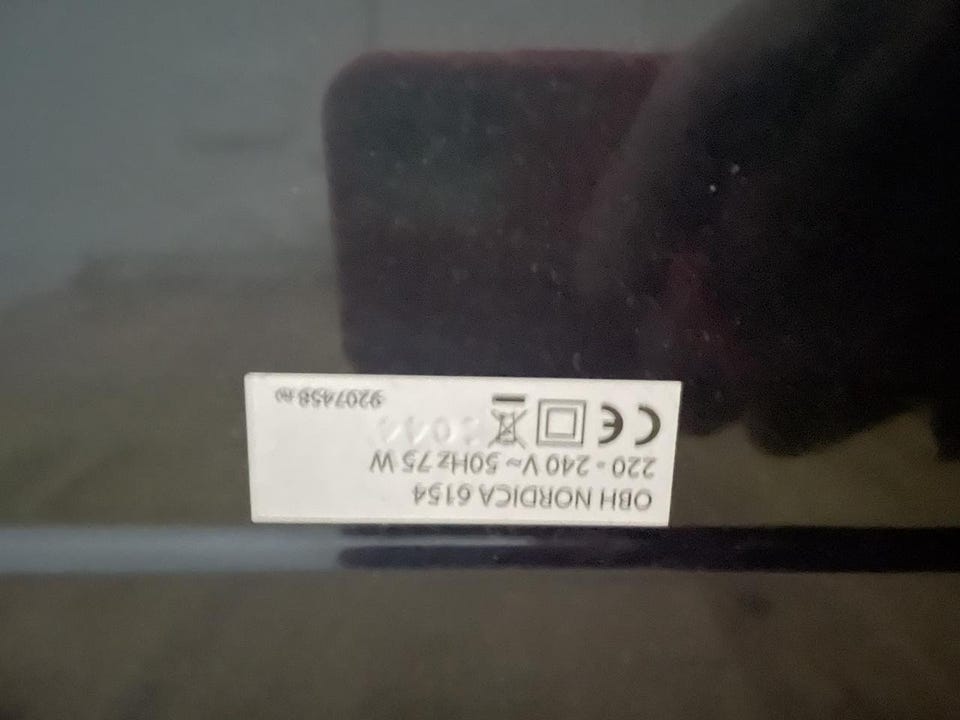 OBH NORDICA 6154
220 - 240 V ~ 50Hz 75 W
CE
9207458